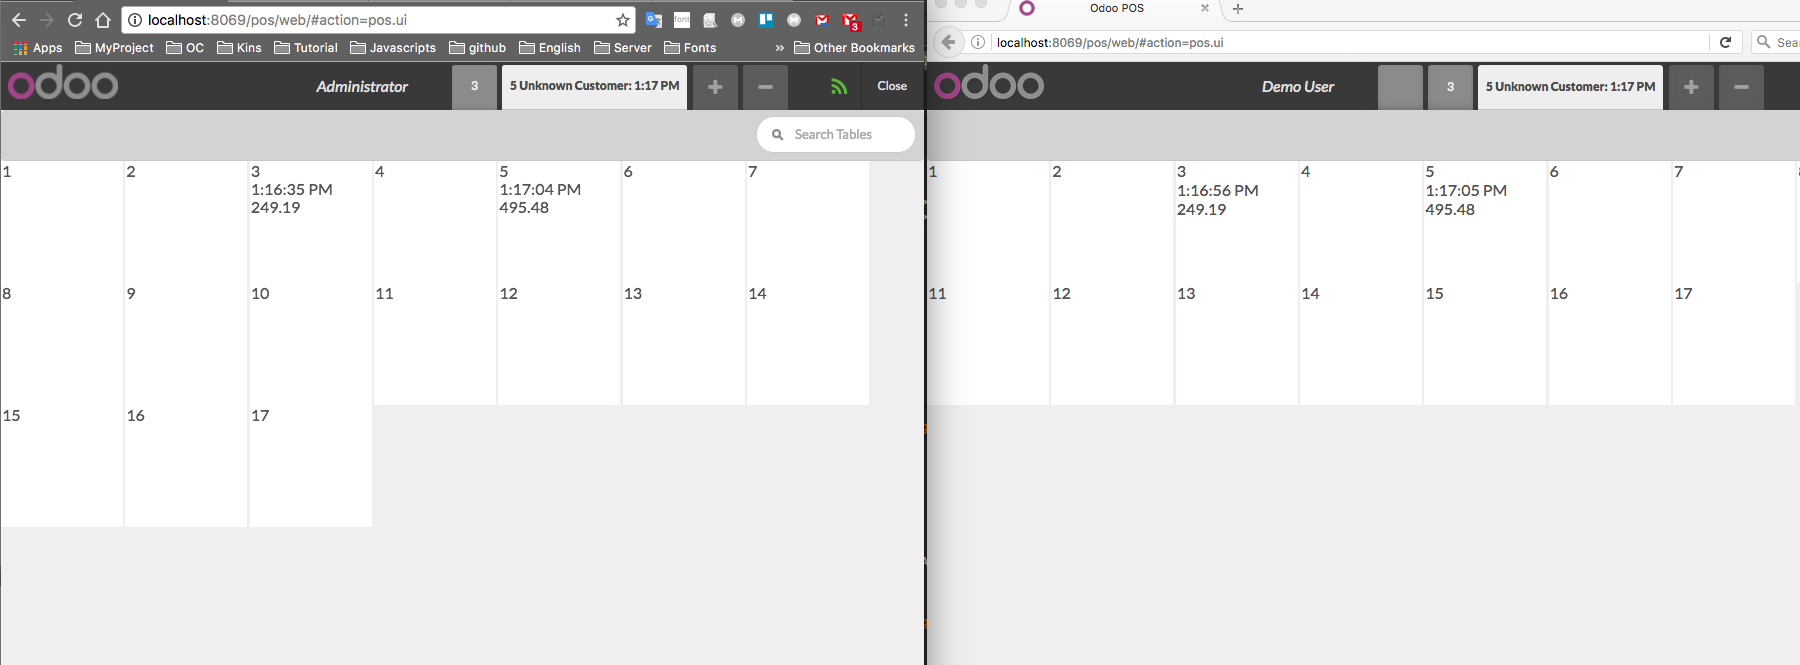 localhost:8069/pos/web/#action=pos.ui
3
Apps MyProject OC Kins Tutorial Javascripts github English Server Fonts » Other Bookmarks
odoo Administrator 3 5 Unknown Customer: 1:17 PM + − Close
Search Tables
1 2 3 4 5 6 7
1:16:35 PM 1:17:04 PM
249.19 495.48
8 9 10 11 12 13 14
15 16 17
Odoo POS
localhost:8069/pos/web/#action=pos.ui Sea
odoo Demo User 3 5 Unknown Customer: 1:17 PM + −
1 2 3 4 5 6 7
1:16:56 PM 1:17:05 PM
249.19 495.48
11 12 13 14 15 16 17